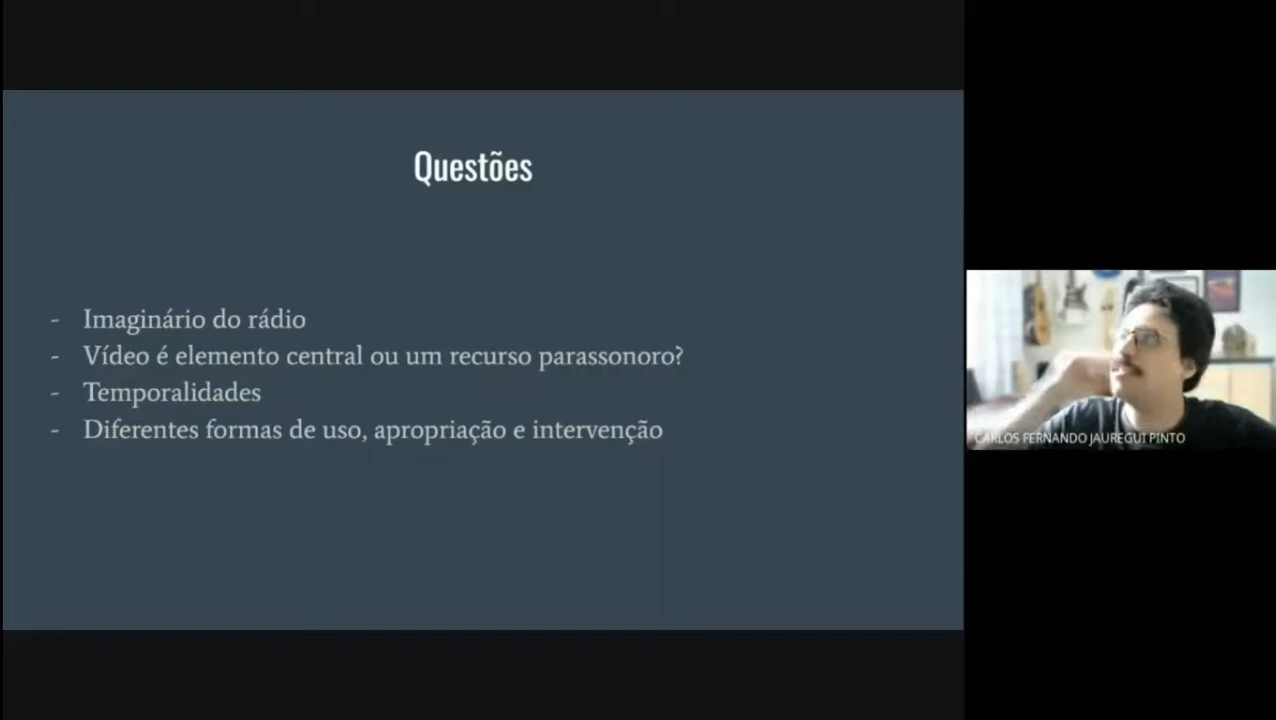 Questões
- Imaginário do rádio
- Vídeo é elemento central ou um recurso parassonoro?
- Temporalidades
- Diferentes formas de uso, apropriação e intervenção
CARLOS FERNANDO JAUREGUI PINTO